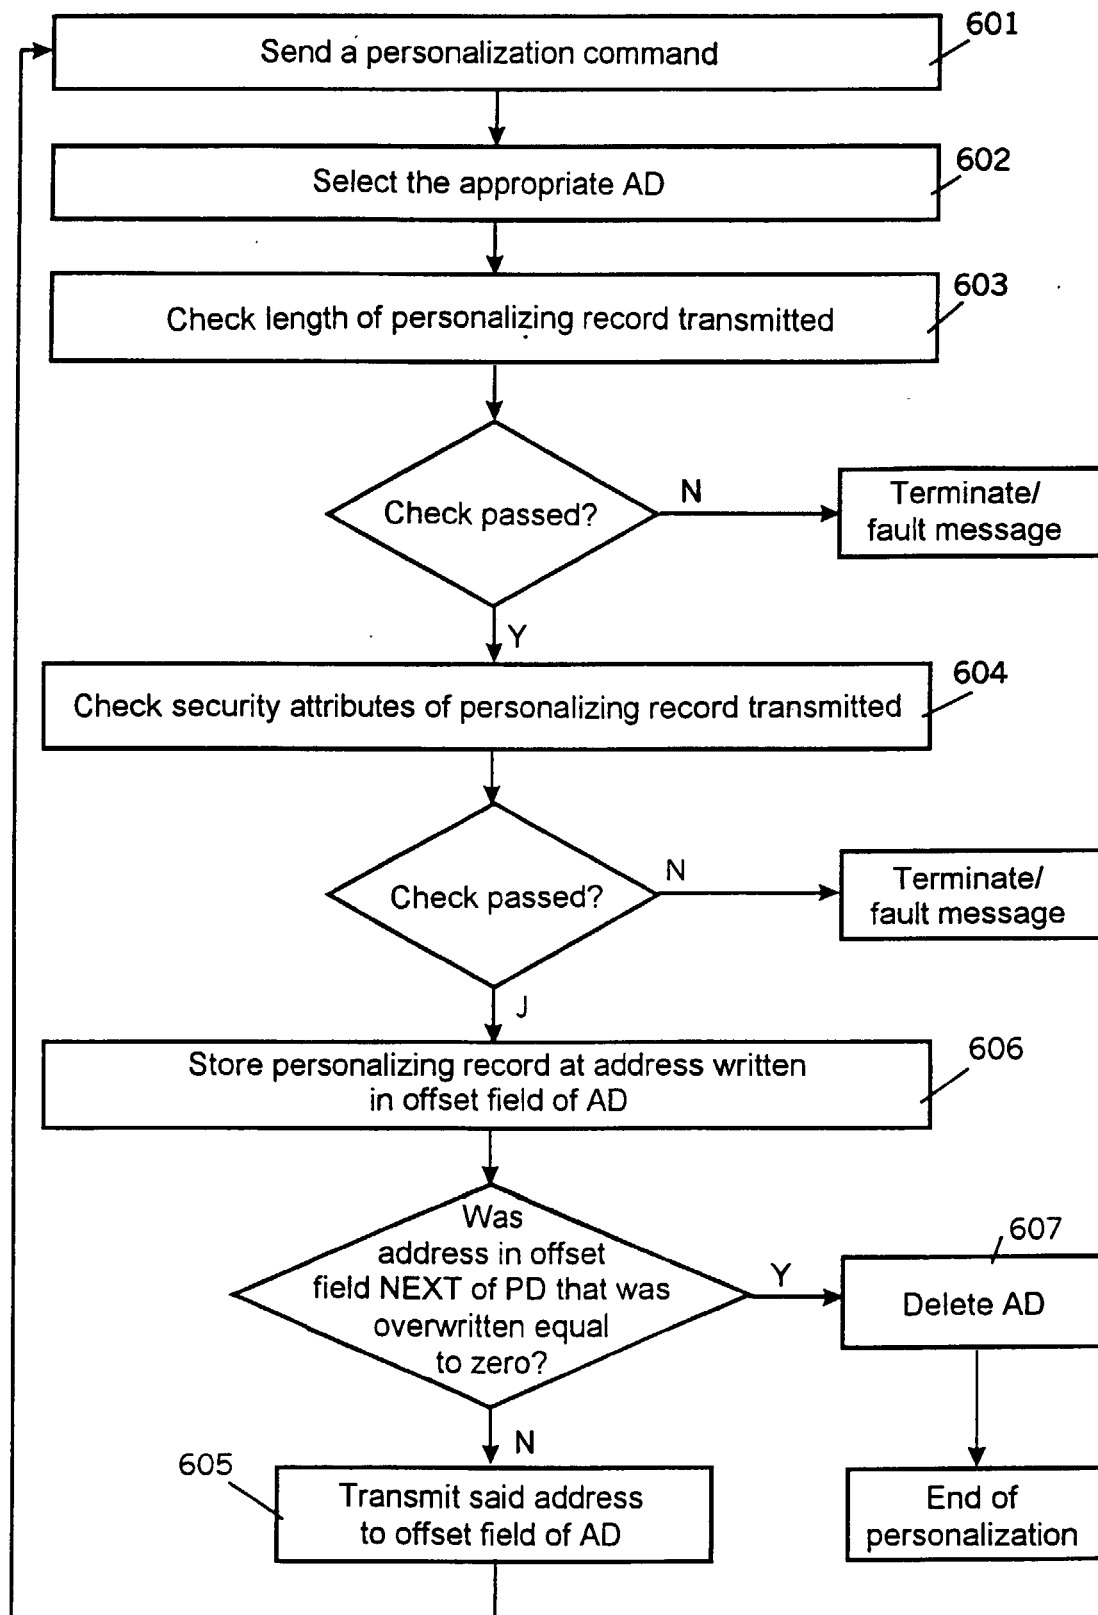 601
Send a personalization command
602
Select the appropriate AD
603
Check length of personalizing record transmitted
Check passed?
N
Terminate/
fault message
Y
604
Check security attributes of personalizing record transmitted
Check passed?
N
Terminate/
fault message
J
606
Store personalizing record at address written
in offset field of AD
Was
address in offset
field NEXT of PD that was
overwritten equal
to zero?
Y
607
Delete AD
N
605
Transmit said address
to offset field of AD
End of
personalization